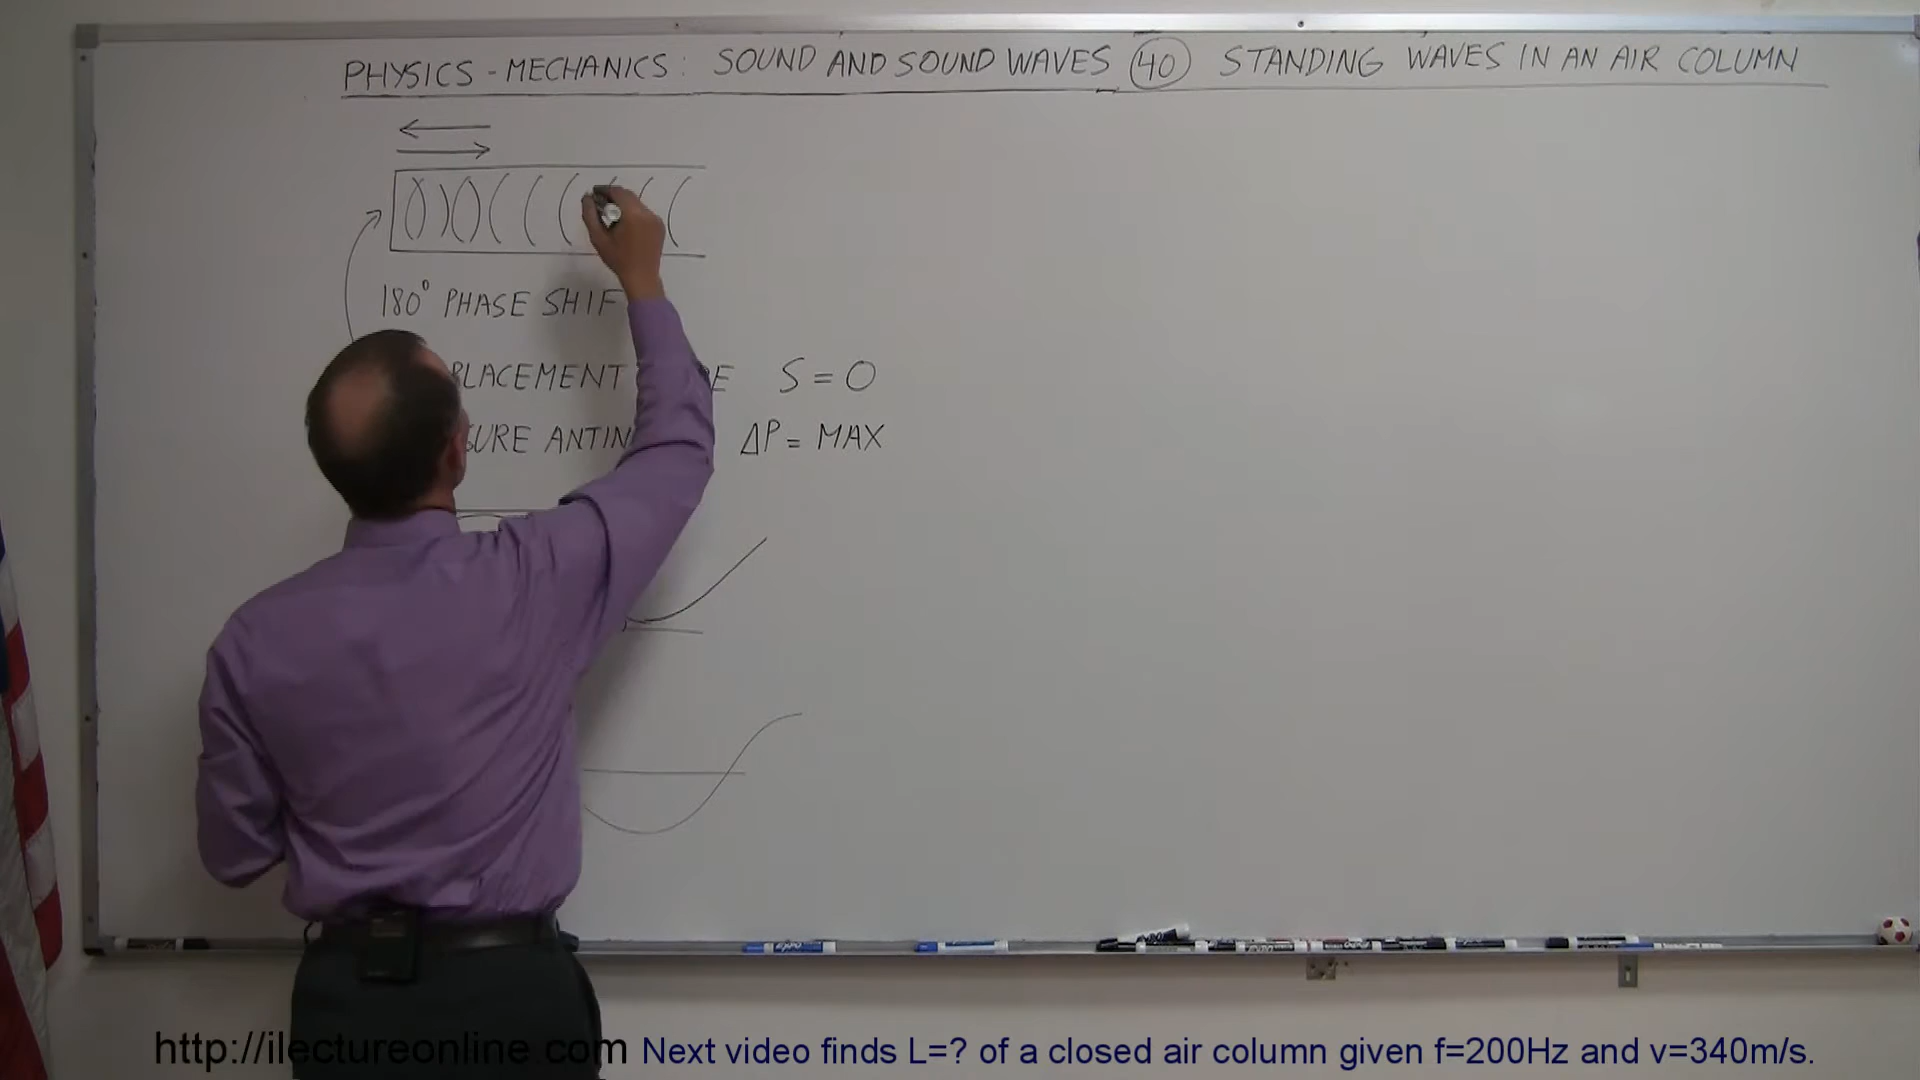 PHYSICS - MECHANICS: SOUND AND SOUND WAVES 40 STANDING WAVES IN AN AIR COLUMN
180° PHASE SHIF
PLACEMENT S = 0
SURE ANTIN ΔP = MAX
http://ilectureonline.com Next video finds L=? of a closed air column given f=200Hz and v=340m/s.